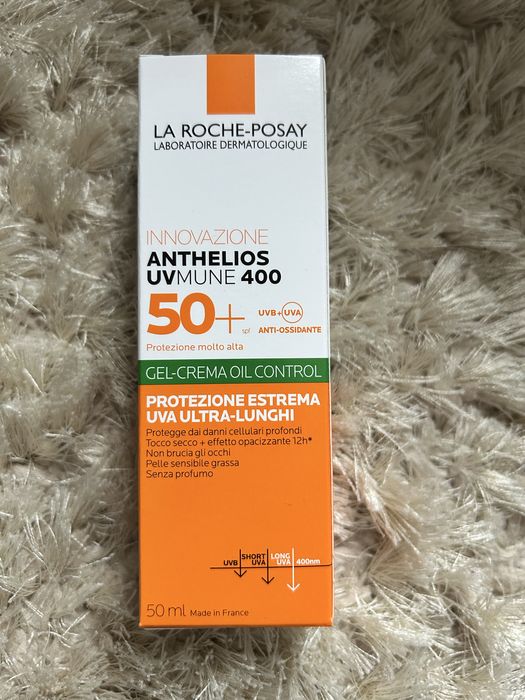 LA ROCHE-POSAY
LABORATOIRE DERMATOLOGIQUE
INNOVAZIONE
ANTHELIOS
UVMUNE 400
50+ spf
UVB+UVA
ANTI-OSSIDANTE
Protezione molto alta
GEL-CREMA OIL CONTROL
PROTEZIONE ESTREMA
UVA ULTRA-LUNGHI
Protegge dai danni cellulari profondi
Tocco secco + effetto opacizzante 12h*
Non brucia gli occhi
Pelle sensibile grassa
Senza profumo
UVB
SHORT UVA
LONG UVA
400nm
50 ml Made in France